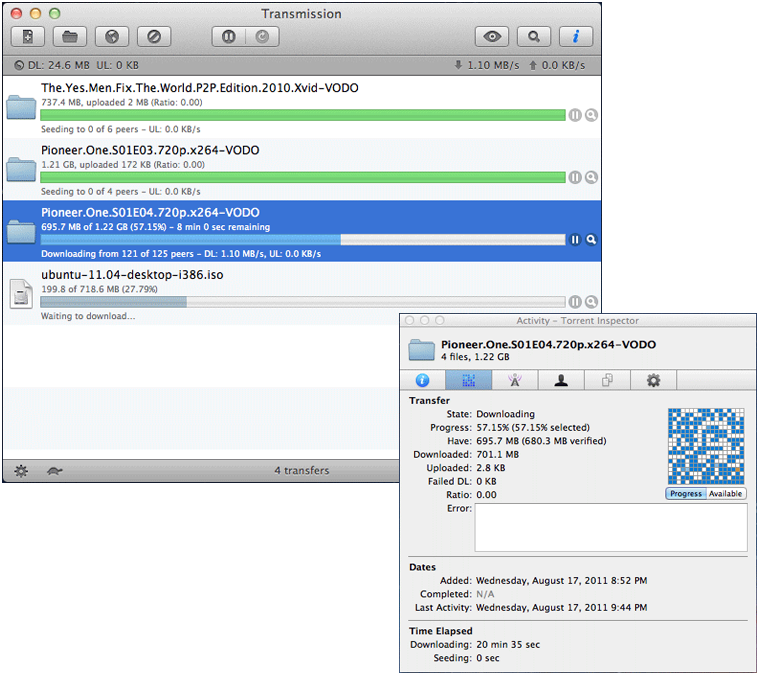 Transmission
DL: 24.6 MB UL: 0 KB
1.10 MB/s 0.0 KB/s
The.Yes.Men.Fix.The.World.P2P.Edition.2010.Xvid-VODO
737.4 MB, uploaded 2 MB (Ratio: 0.00)
Seeding to 0 of 6 peers - UL: 0.0 KB/s
Pioneer.One.S01E03.720p.x264-VODO
1.21 GB, uploaded 172 KB (Ratio: 0.00)
Seeding to 0 of 4 peers - UL: 0.0 KB/s
Pioneer.One.S01E04.720p.x264-VODO
695.7 MB of 1.22 GB (57.15%) - 8 min 0 sec remaining
Downloading from 121 of 125 peers - DL: 1.10 MB/s, UL: 0.0 KB/s
ubuntu-11.04-desktop-i386.iso
199.8 of 718.6 MB (27.79%)
Waiting to download...
4 transfers
Activity - Torrent Inspector
Pioneer.One.S01E04.720p.x264-VODO
4 files, 1.22 GB
Transfer
State: Downloading
Progress: 57.15% (57.15% selected)
Have: 695.7 MB (680.3 MB verified)
Downloaded: 701.1 MB
Uploaded: 2.8 KB
Failed DL: 0 KB
Ratio: 0.00
Progress Available
Error:
Dates
Added: Wednesday, August 17, 2011 8:52 PM
Completed: N/A
Last Activity: Wednesday, August 17, 2011 9:44 PM
Time Elapsed
Downloading: 20 min 35 sec
Seeding: 0 sec